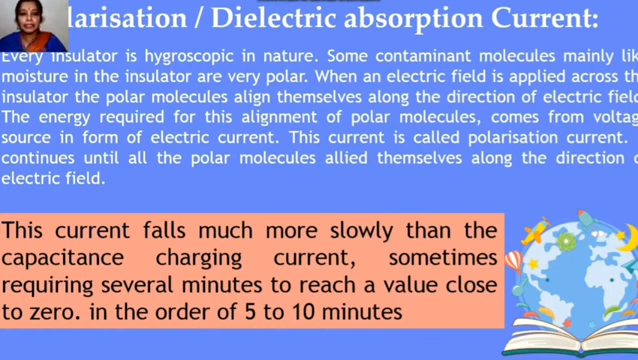 larisation / Dielectric absorption Current:
Every insulator is hygroscopic in nature. Some contaminant molecules mainly lik
moisture in the insulator are very polar. When an electric field is applied across th
insulator the polar molecules align themselves along the direction of electric field
The energy required for this alignment of polar molecules, comes from voltag
source in form of electric current. This current is called polarisation current.
continues until all the polar molecules allied themselves along the direction o
electric field.
This current falls much more slowly than the
capacitance charging current, sometimes
requiring several minutes to reach a value close
to zero. in the order of 5 to 10 minutes